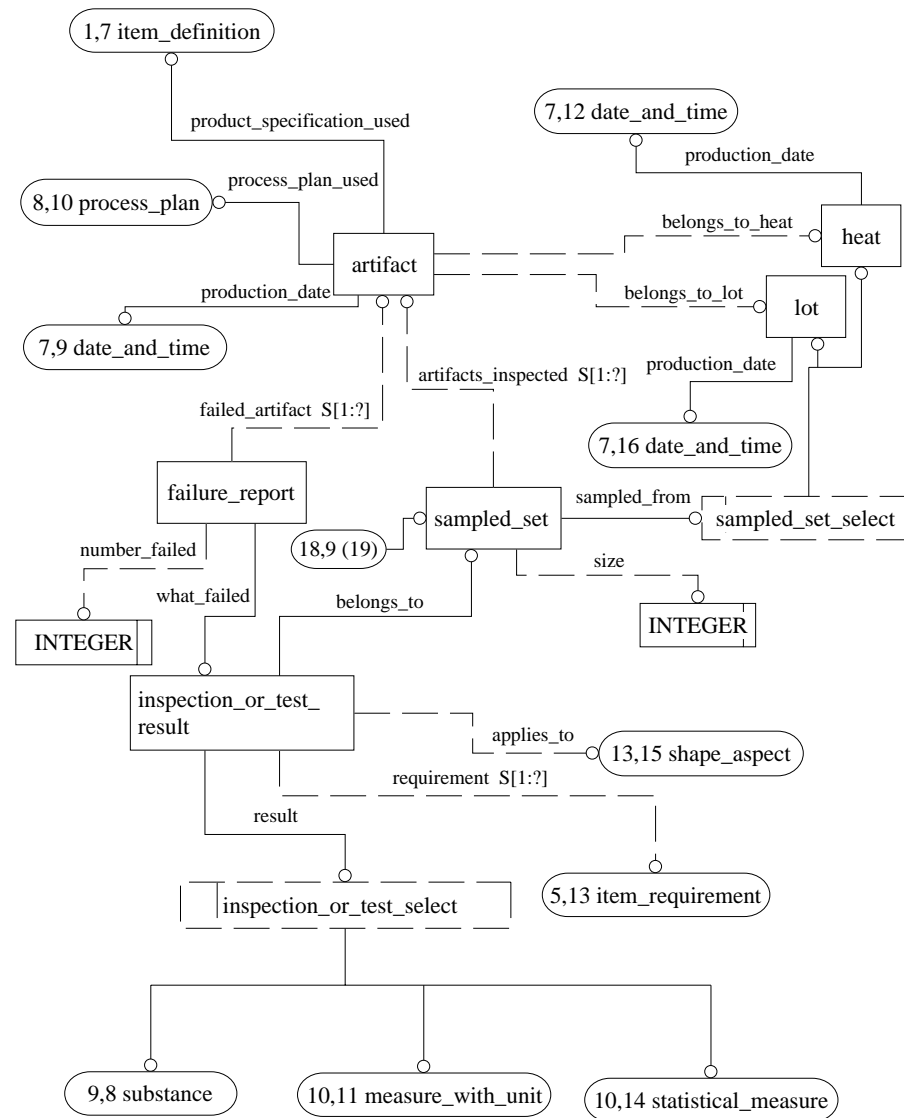 1,7 item_definition
product_specification_used
7,12 date_and_time
production_date
process_plan_used
8,10 process_plan
belongs_to_heat
heat
artifact
production_date
belongs_to_lot
lot
7,9 date_and_time
artifacts_inspected S[1:?]
production_date
failed_artifact S[1:?]
7,16 date_and_time
failure_report
sampled_set
sampled_from
sampled_set_select
number_failed
18,9 (19)
size
what_failed
belongs_to
INTEGER
INTEGER
inspection_or_test_
result
applies_to
13,15 shape_aspect
requirement S[1:?]
result
5,13 item_requirement
inspection_or_test_select
9,8 substance
10,11 measure_with_unit
10,14 statistical_measure